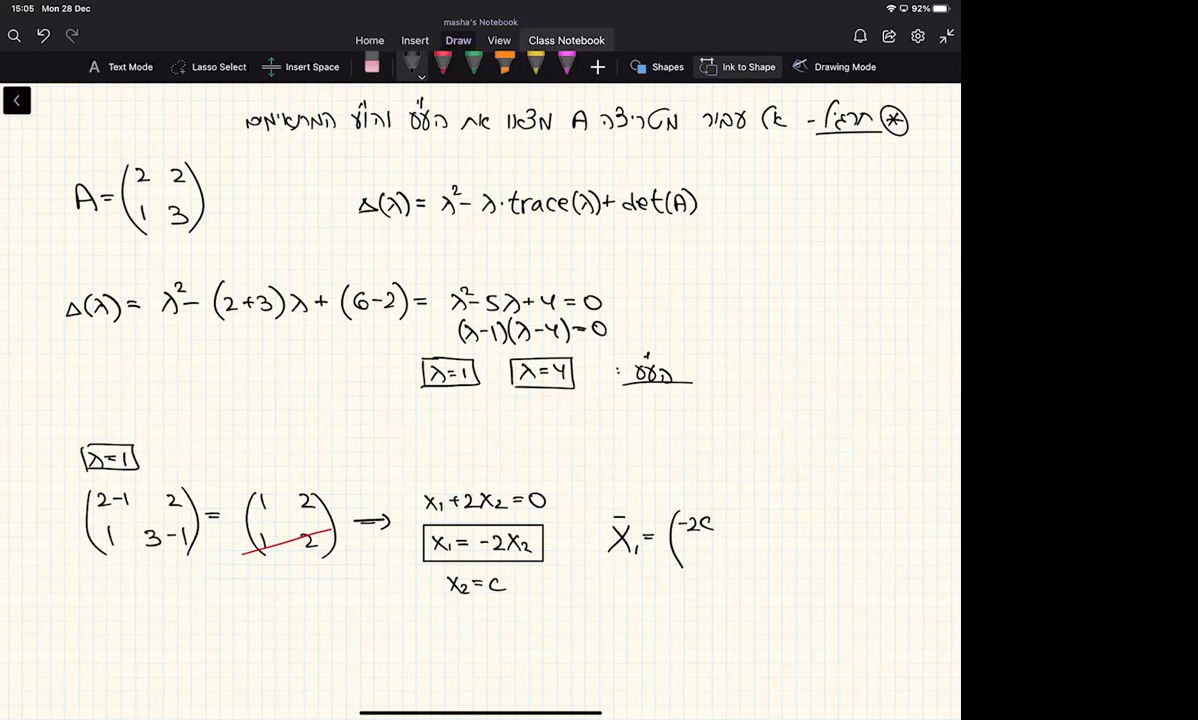 15:05 Mon 28 Dec
92%
masha's Notebook
Home Insert Draw View Class Notebook
Text Mode Lasso Select Insert Space Shapes Ink to Shape Drawing Mode
⊛ תרגיל - א) עבור מטריצה A מצאו את הע"ע והו"ע המתאימים
A = (2 2
1 3)
Δ(λ) = λ² - λ·trace(λ) + det(A)
Δ(λ) = λ² - (2+3)λ + (6-2) = λ² - 5λ + 4 = 0
(λ-1)(λ-4) = 0
הע"ע : λ=4 λ=1
λ=1
(2-1 2
1 3-1) = (1 2
1 2) → x₁ + 2x₂ = 0
x₁ = -2x₂
x₂ = c
X̄₁ = (-2c